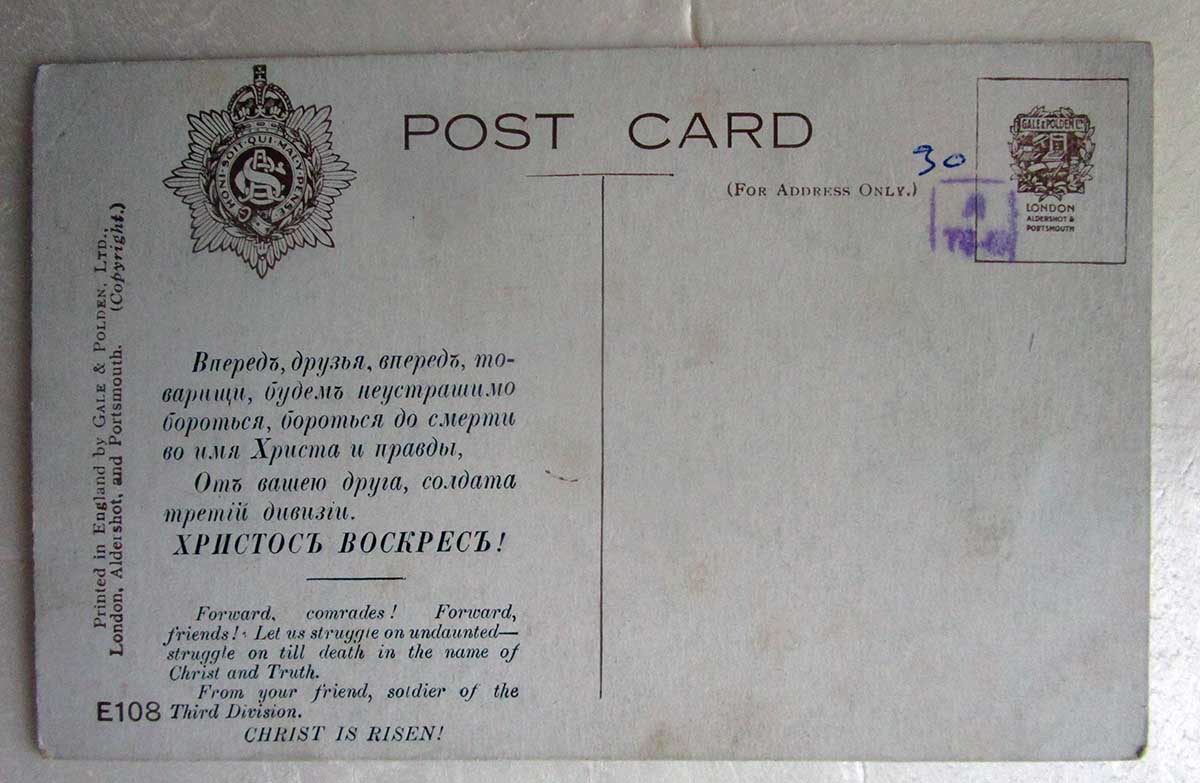 POST CARD
(FOR ADDRESS ONLY.)
30
GALE & POLDEN LTD
LONDON
ALDERSHOT &
PORTSMOUTH
HONI·SOIT·QUI·MAL·Y·PENSE
Printed in England by GALE & POLDEN, LTD.,
London, Aldershot, and Portsmouth. (Copyright.)
Впередъ, друзья, впередъ, то-
варищи, будемъ неустрашимо
бороться, бороться до смерти
во имя Христа и правды,
Отъ вашею друга, солдата
третій дивизіи.
ХРИСТОСЪ ВОСКРЕСЪ!
Forward, comrades! Forward,
friends! Let us struggle on undaunted—
struggle on till death in the name of
Christ and Truth.
From your friend, soldier of the
Third Division.
CHRIST IS RISEN!
E108